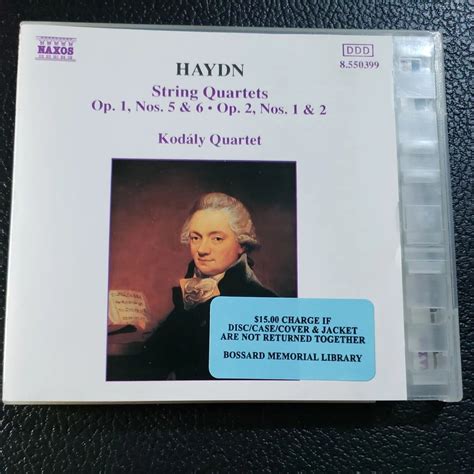 NAXOS
DDD
8.550399
HAYDN
String Quartets
Op. 1, Nos. 5 & 6 • Op. 2, Nos. 1 & 2
Kodály Quartet
$15.00 CHARGE IF
DISC/CASE/COVER & JACKET
ARE NOT RETURNED TOGETHER
BOSSARD MEMORIAL LIBRARY